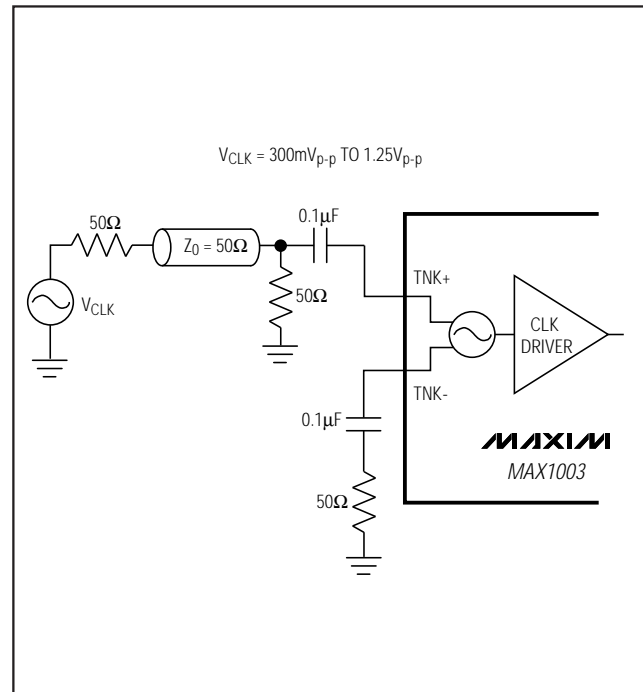 V_CLK = 300mV_p-p TO 1.25V_p-p
50Ω
Z_0 = 50Ω
0.1μF
50Ω
V_CLK
TNK+
CLK
DRIVER
TNK-
0.1μF
50Ω
MAXIM
MAX1003